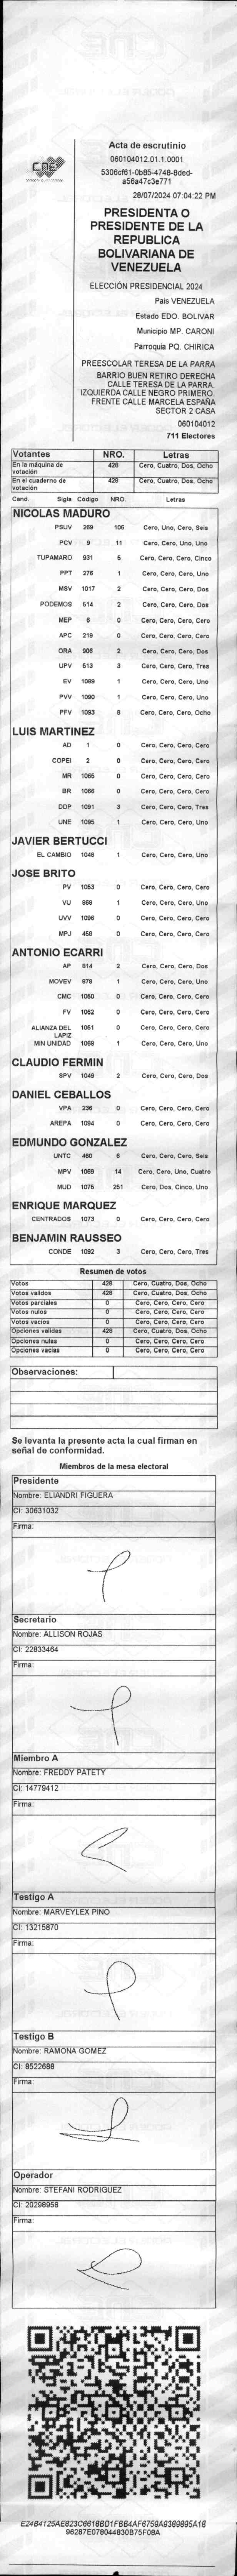 CNE
Acta de escrutinio
060104012.01.1.0001
5306cf61-0b85-4748-8ded-
a56a47c3e771
28/07/2024 07:04:22 PM
PRESIDENTA O
PRESIDENTE DE LA
REPUBLICA
BOLIVARIANA DE
VENEZUELA
ELECCIÓN PRESIDENCIAL 2024
Pais VENEZUELA
Estado EDO. BOLIVAR
Municipio MP. CARONI
Parroquia PQ. CHIRICA
PREESCOLAR TERESA DE LA PARRA
BARRIO BUEN RETIRO DERECHA
CALLE TERESA DE LA PARRA.
IZQUIERDA CALLE NEGRO PRIMERO.
FRENTE CALLE MARCELA ESPAÑA
SECTOR 2 CASA
060104012
711 Electores
Votantes NRO. Letras
En la máquina de votación 428 Cero, Cuatro, Dos, Ocho
En el cuaderno de votación 428 Cero, Cuatro, Dos, Ocho
Cand. Sigla Código NRO. Letras
NICOLAS MADURO
PSUV 269 106 Cero, Uno, Cero, Seis
PCV 9 11 Cero, Cero, Uno, Uno
TUPAMARO 931 5 Cero, Cero, Cero, Cinco
PPT 276 1 Cero, Cero, Cero, Uno
MSV 1017 2 Cero, Cero, Cero, Dos
PODEMOS 514 2 Cero, Cero, Cero, Dos
MEP 6 0 Cero, Cero, Cero, Cero
APC 219 0 Cero, Cero, Cero, Cero
ORA 906 2 Cero, Cero, Cero, Dos
UPV 513 3 Cero, Cero, Cero, Tres
EV 1089 1 Cero, Cero, Cero, Uno
PVV 1090 1 Cero, Cero, Cero, Uno
PFV 1093 8 Cero, Cero, Cero, Ocho
LUIS MARTINEZ
AD 1 0 Cero, Cero, Cero, Cero
COPEI 2 0 Cero, Cero, Cero, Cero
MR 1065 0 Cero, Cero, Cero, Cero
BR 1066 0 Cero, Cero, Cero, Cero
DDP 1091 3 Cero, Cero, Cero, Tres
UNE 1095 1 Cero, Cero, Cero, Uno
JAVIER BERTUCCI
EL CAMBIO 1046 1 Cero, Cero, Cero, Uno
JOSE BRITO
PV 1053 0 Cero, Cero, Cero, Cero
VU 968 1 Cero, Cero, Cero, Uno
UVV 1096 0 Cero, Cero, Cero, Cero
MPJ 458 0 Cero, Cero, Cero, Cero
ANTONIO ECARRI
AP 814 2 Cero, Cero, Cero, Dos
MOVEV 978 1 Cero, Cero, Cero, Uno
CMC 1050 0 Cero, Cero, Cero, Cero
FV 1062 0 Cero, Cero, Cero, Cero
ALIANZA DEL LAPIZ 1051 0 Cero, Cero, Cero, Cero
MIN UNIDAD 1068 1 Cero, Cero, Cero, Uno
CLAUDIO FERMIN
SPV 1049 2 Cero, Cero, Cero, Dos
DANIEL CEBALLOS
VPA 236 0 Cero, Cero, Cero, Cero
AREPA 1094 0 Cero, Cero, Cero, Cero
EDMUNDO GONZALEZ
UNTC 460 6 Cero, Cero, Cero, Seis
MPV 1069 14 Cero, Cero, Uno, Cuatro
MUD 1075 251 Cero, Dos, Cinco, Uno
ENRIQUE MARQUEZ
CENTRADOS 1073 0 Cero, Cero, Cero, Cero
BENJAMIN RAUSSEO
CONDE 1092 3 Cero, Cero, Cero, Tres
Resumen de votos
Votos 428 Cero, Cuatro, Dos, Ocho
Votos validos 428 Cero, Cuatro, Dos, Ocho
Votos parciales 0 Cero, Cero, Cero, Cero
Votos nulos 0 Cero, Cero, Cero, Cero
Votos vacios 0 Cero, Cero, Cero, Cero
Opciones validas 428 Cero, Cuatro, Dos, Ocho
Opciones nulas 0 Cero, Cero, Cero, Cero
Opciones vacias 0 Cero, Cero, Cero, Cero
Observaciones:
Se levanta la presente acta la cual firman en
señal de conformidad.
Miembros de la mesa electoral
Presidente
Nombre: ELIANDRI FIGUERA
CI: 30631032
Firma:
Secretario
Nombre: ALLISON ROJAS
CI: 22833464
Firma:
Miembro A
Nombre: FREDDY PATETY
CI: 14779412
Firma:
Testigo A
Nombre: MARVEYLEX PINO
CI: 13215870
Firma:
Testigo B
Nombre: RAMONA GOMEZ
CI: 8522688
Firma:
Operador
Nombre: STEFANI RODRIGUEZ
CI: 20298958
Firma:
E24B4125AE823C6618BD1FBB4AF6759A9389895A16
96287E078044830B75F08A